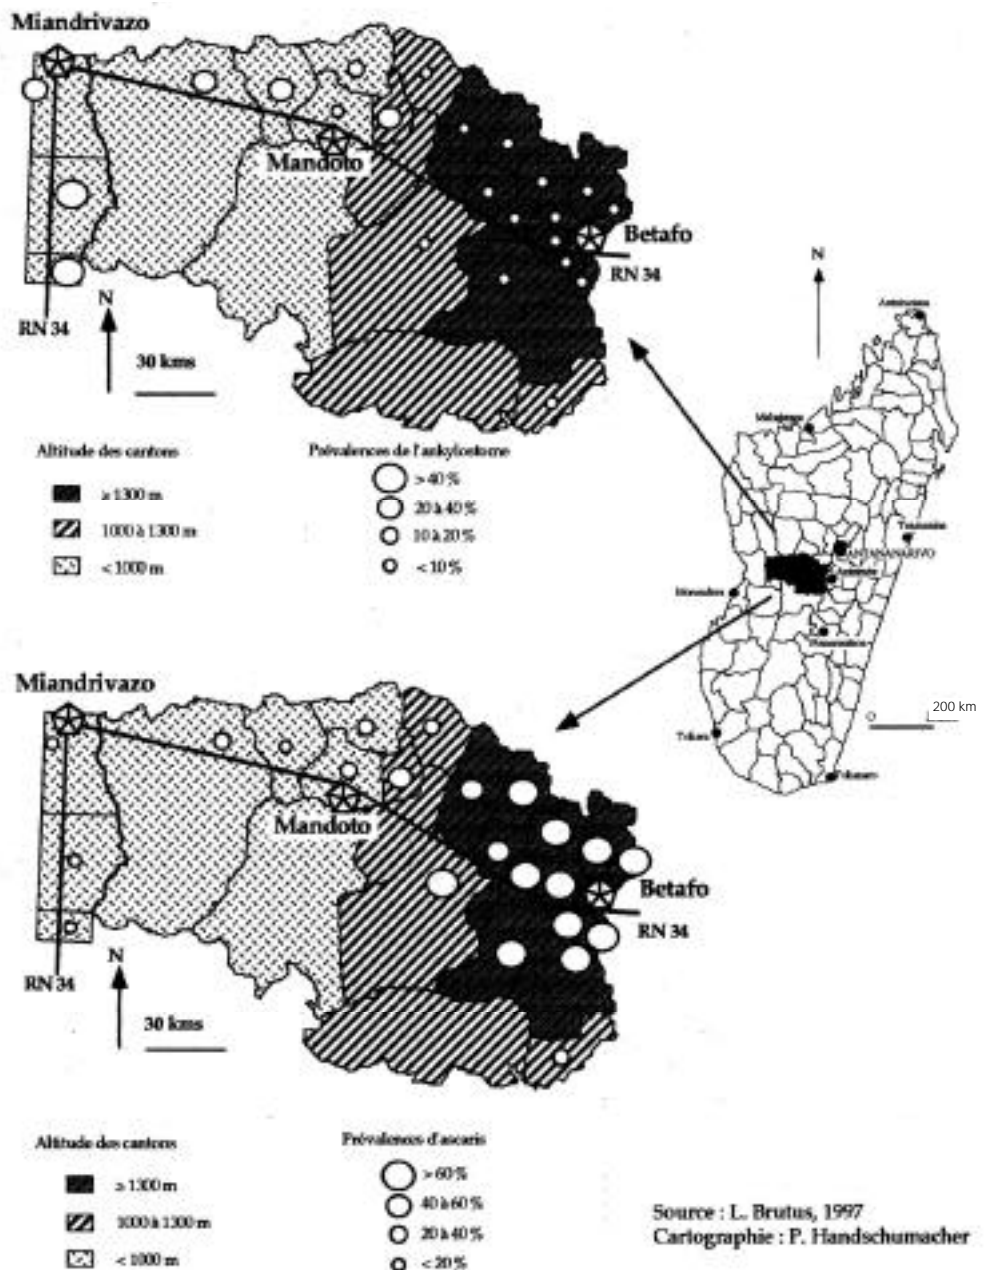 Miandrivazo
Mandoto
Betafo
RN 34
RN 34
N
30 kms
Altitude des cantons
≥ 1300 m
1000 à 1300 m
< 1000 m
Prévalences de l'ankylostome
> 40 %
20 à 40 %
10 à 20 %
< 10 %
N
ANTANANARIVO
200 km
Miandrivazo
Mandoto
Betafo
RN 34
RN 34
N
30 kms
Altitude des cantons
≥ 1300 m
1000 à 1300 m
< 1000 m
Prévalences d'ascaris
> 60 %
40 à 60 %
20 à 40 %
< 20 %
Source : L. Brutus, 1997
Cartographie : P. Handschumacher